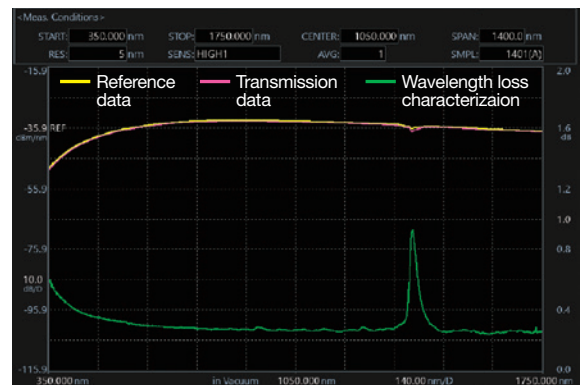 <Meas. Conditions>
START: 350.000 nm STOP: 1750.000 nm CENTER: 1050.000 nm SPAN: 1400.0 nm
RES: 5 nm SENS: HIGH1 AVG: 1 SMPL: 1401(A)
-15.9 2.0
Reference data Transmission data Wavelength loss characterizaion
-35.9 REF 1.6
dBm/nm dB
-55.9 1.2
1.0
-75.9 0.8
10.0
dB/D
-95.9 0.4
-115.9 0.0
350.000 nm in Vacuum 1050.000 nm 140.00 nm/D 1750.000 nm